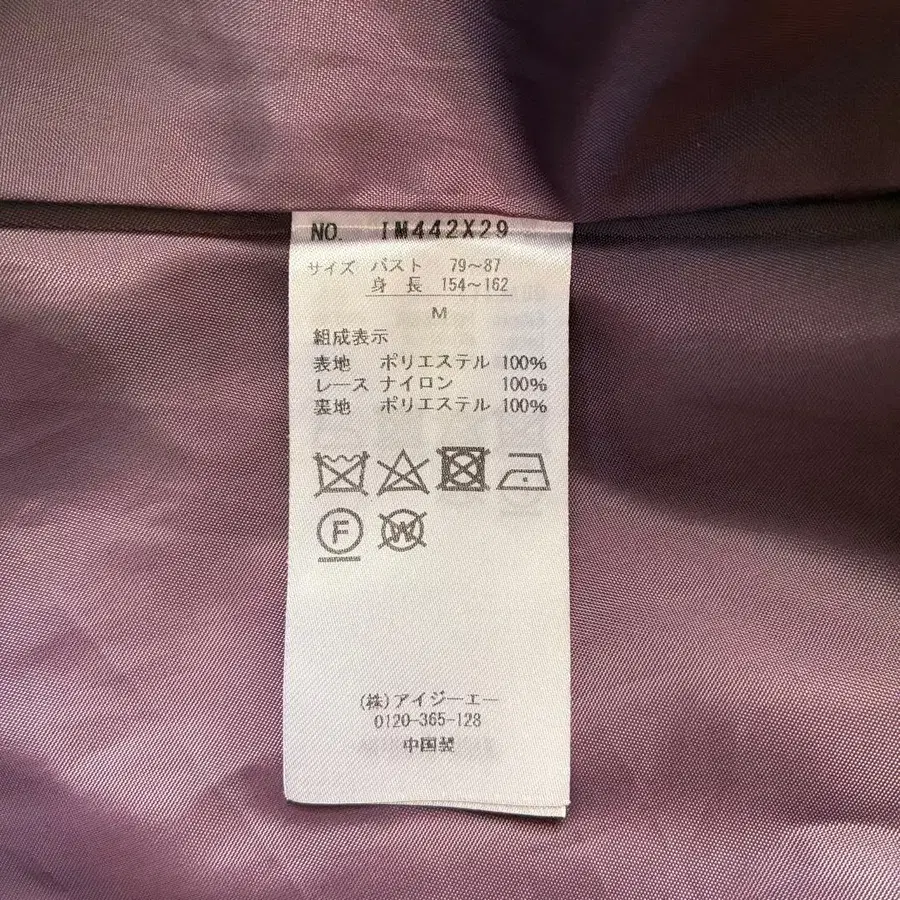 NO. IM442X29
サイズ バスト 79～87
身長 154～162
M
組成表示
表地 ポリエステル 100%
レース ナイロン 100%
裏地 ポリエステル 100%
F W
(株)アイジーエー
0120-365-128
中国製